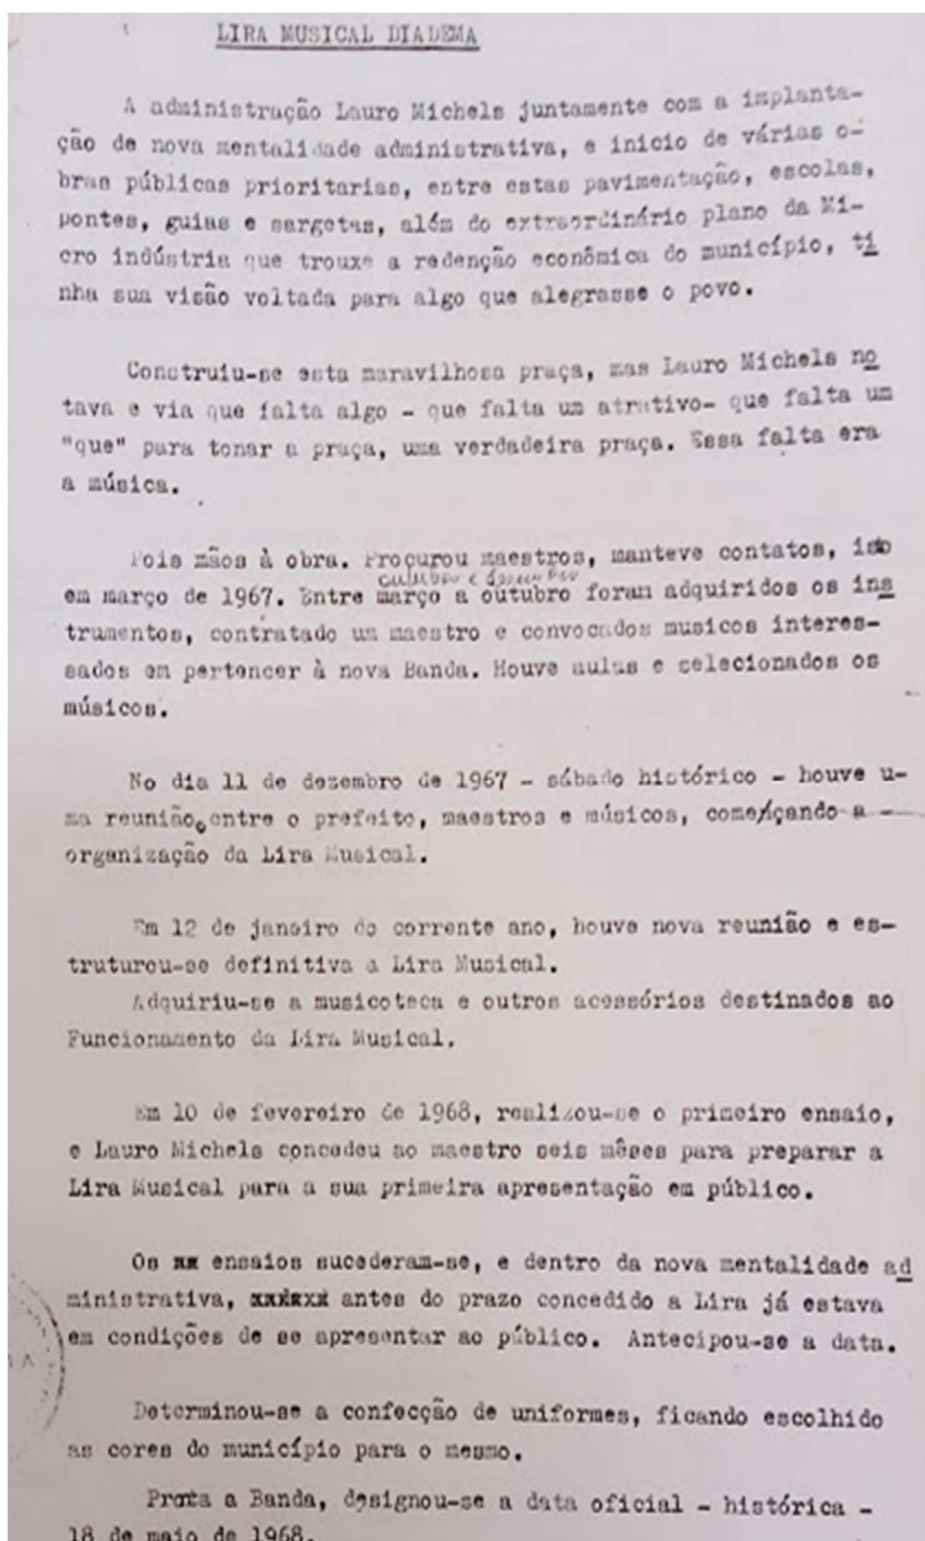 LIRA MUSICAL DIADEMA
A administração Lauro Michels juntamente com a implanta-
ção de nova mentalidade administrativa, e inicio de várias o-
bras públicas prioritarias, entre estas pavimentação, escolas,
pontes, guias e sargetas, além do extraordinário plano da Mi-
cro indústria que trouxe a redenção econômica do município, ti
nha sua visão voltada para algo que alegrasse o povo.
Construiu-se esta maravilhosa praça, mas Lauro Michels no
tava e via que falta algo - que falta um atrativo- que falta um
"que" para tonar a praça, uma verdadeira praça. Essa falta era
a música.
Pois mãos à obra. Procurou maestros, manteve contatos, isto
outubro e dezembro
em março de 1967. Entre março a outubro foram adquiridos os ins
trumentos, contratado um maestro e convocados musicos interes-
sados em pertencer à nova Banda. Houve aulas e selecionados os
músicos.
No dia 11 de dezembro de 1967 - sábado histórico - houve u-
ma reunião entre o prefeito, maestros e músicos, começando a -
organização da Lira Musical.
Em 12 de janeiro do corrente ano, houve nova reunião e es-
truturou-se definitiva a Lira Musical.
Adquiriu-se a musicoteca e outros acessórios destinados ao
Funcionamento da Lira Musical.
Em 10 de fevereiro de 1968, realizou-se o primeiro ensaio,
e Lauro Michels concedeu ao maestro seis mêses para preparar a
Lira Musical para a sua primeira apresentação em público.
Os xx ensaios sucederam-se, e dentro da nova mentalidade ad
ministrativa, xxxxxx antes do prazo concedido a Lira já estava
em condições de se apresentar ao público. Antecipou-se a data.
Determinou-se a confecção de uniformes, ficando escolhido
as cores do município para o mesmo.
Prota a Banda, designou-se a data oficial - histórica -
18 de maio de 1968.